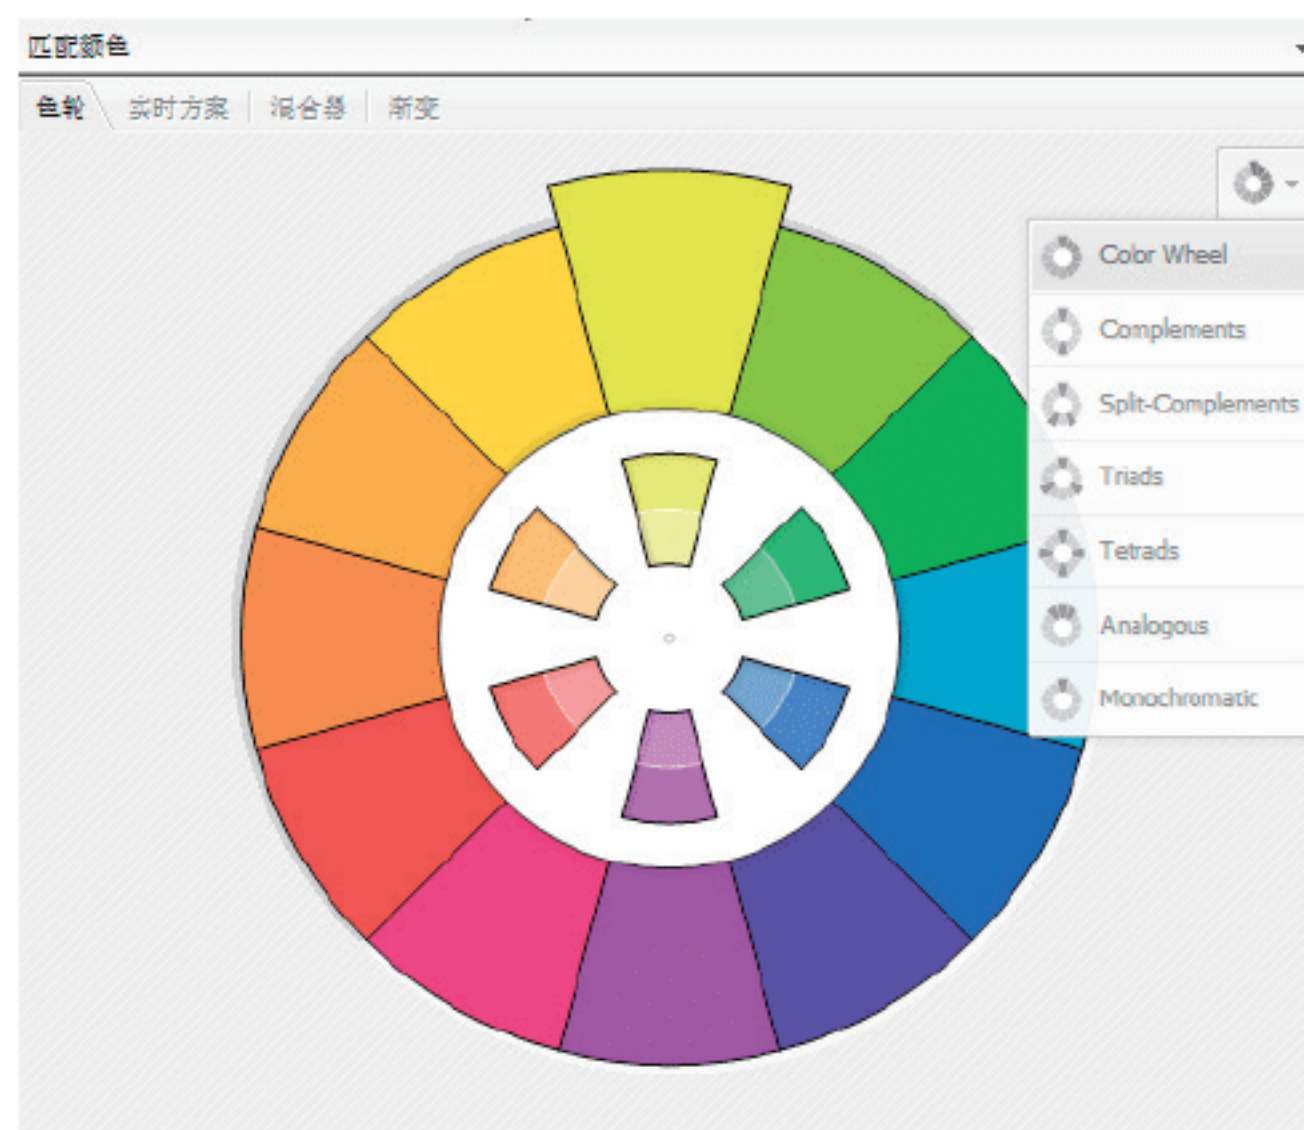 匹配颜色
色轮 实时方案 混合器 渐变
Color Wheel
Complements
Split-Complements
Triads
Tetrads
Analogous
Monochromatic